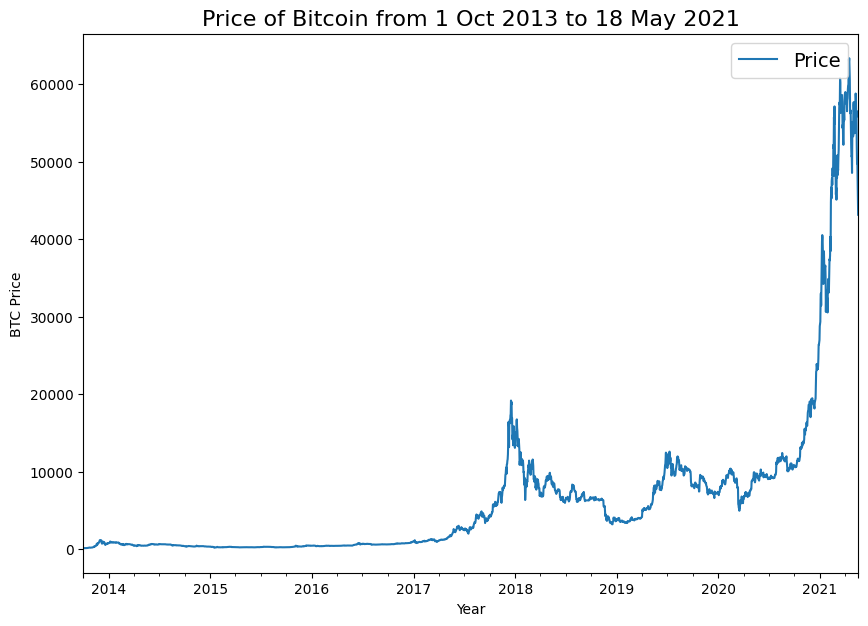 Price of Bitcoin from 1 Oct 2013 to 18 May 2021
Price
60000
50000
40000
30000
20000
10000
0
BTC Price
2014 2015 2016 2017 2018 2019 2020 2021
Year